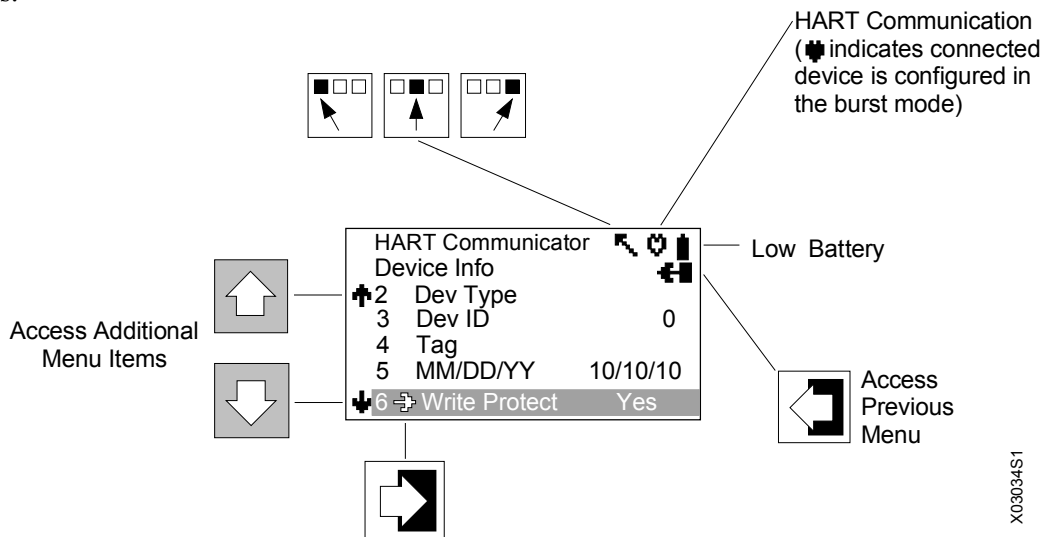 s.
HART Communication
( indicates connected
device is configured in
the burst mode)
HART Communicator
Device Info
2 Dev Type
3 Dev ID 0
4 Tag
5 MM/DD/YY 10/10/10
6 Write Protect Yes
Low Battery
Access Additional
Menu Items
Access
Previous
Menu
X03034S1